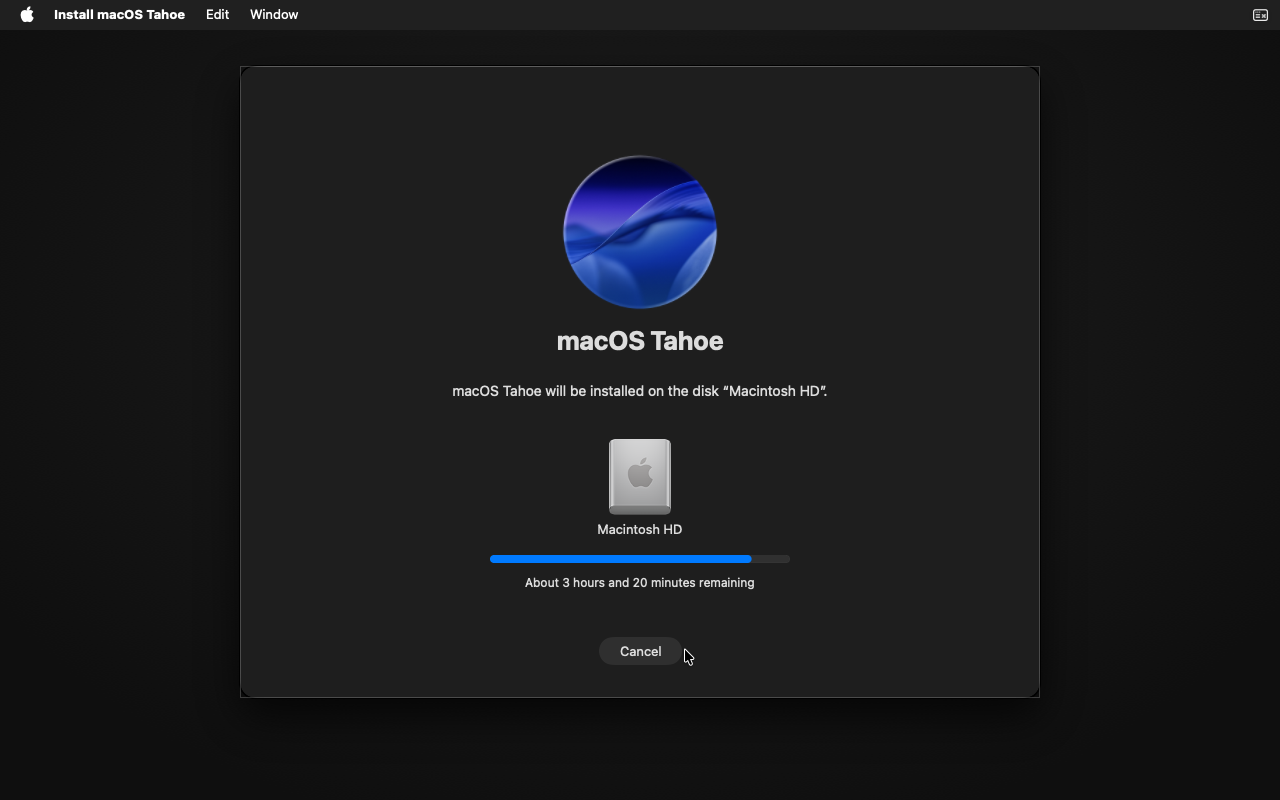 Install macOS Tahoe Edit Window
macOS Tahoe
macOS Tahoe will be installed on the disk “Macintosh HD”.
Macintosh HD
About 3 hours and 20 minutes remaining
Cancel